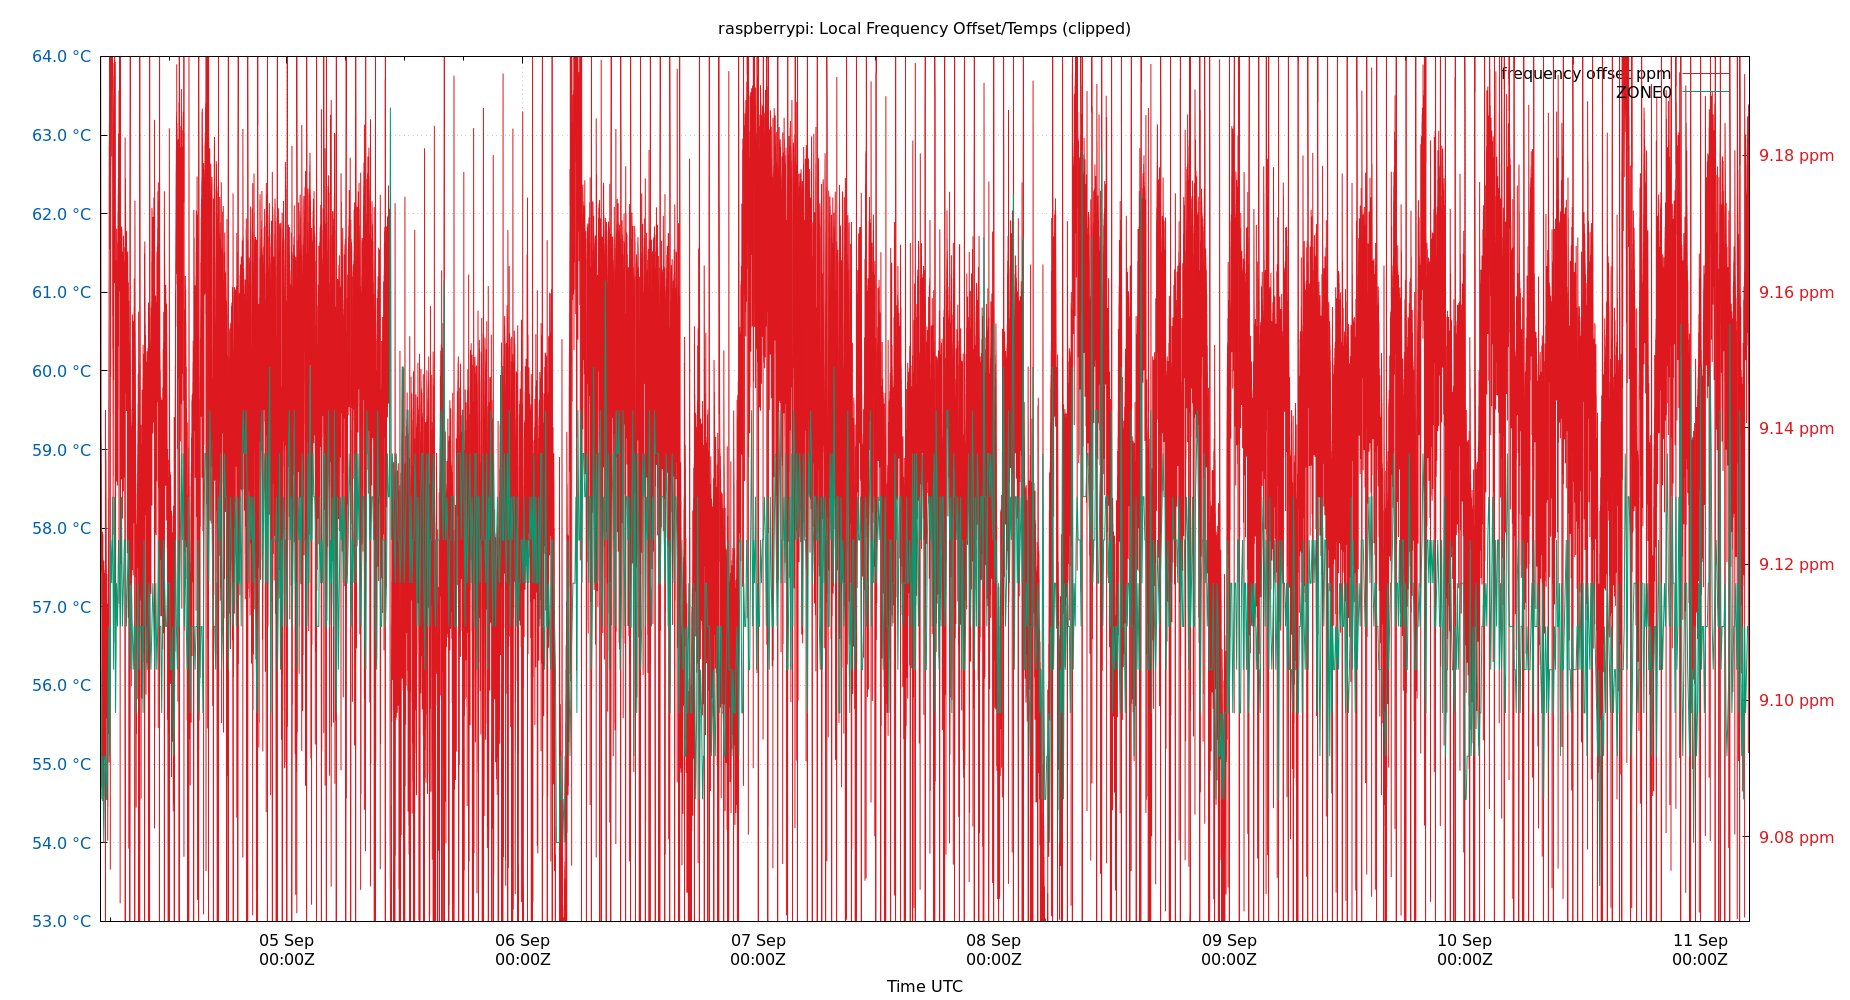 raspberrypi: Local Frequency Offset/Temps (clipped)
64.0 °C
63.0 °C
62.0 °C
61.0 °C
60.0 °C
59.0 °C
58.0 °C
57.0 °C
56.0 °C
55.0 °C
54.0 °C
53.0 °C
frequency offset ppm
ZONE0
9.18 ppm
9.16 ppm
9.14 ppm
9.12 ppm
9.10 ppm
9.08 ppm
05 Sep 06 Sep 07 Sep 08 Sep 09 Sep 10 Sep 11 Sep
00:00Z 00:00Z 00:00Z 00:00Z 00:00Z 00:00Z 00:00Z
Time UTC